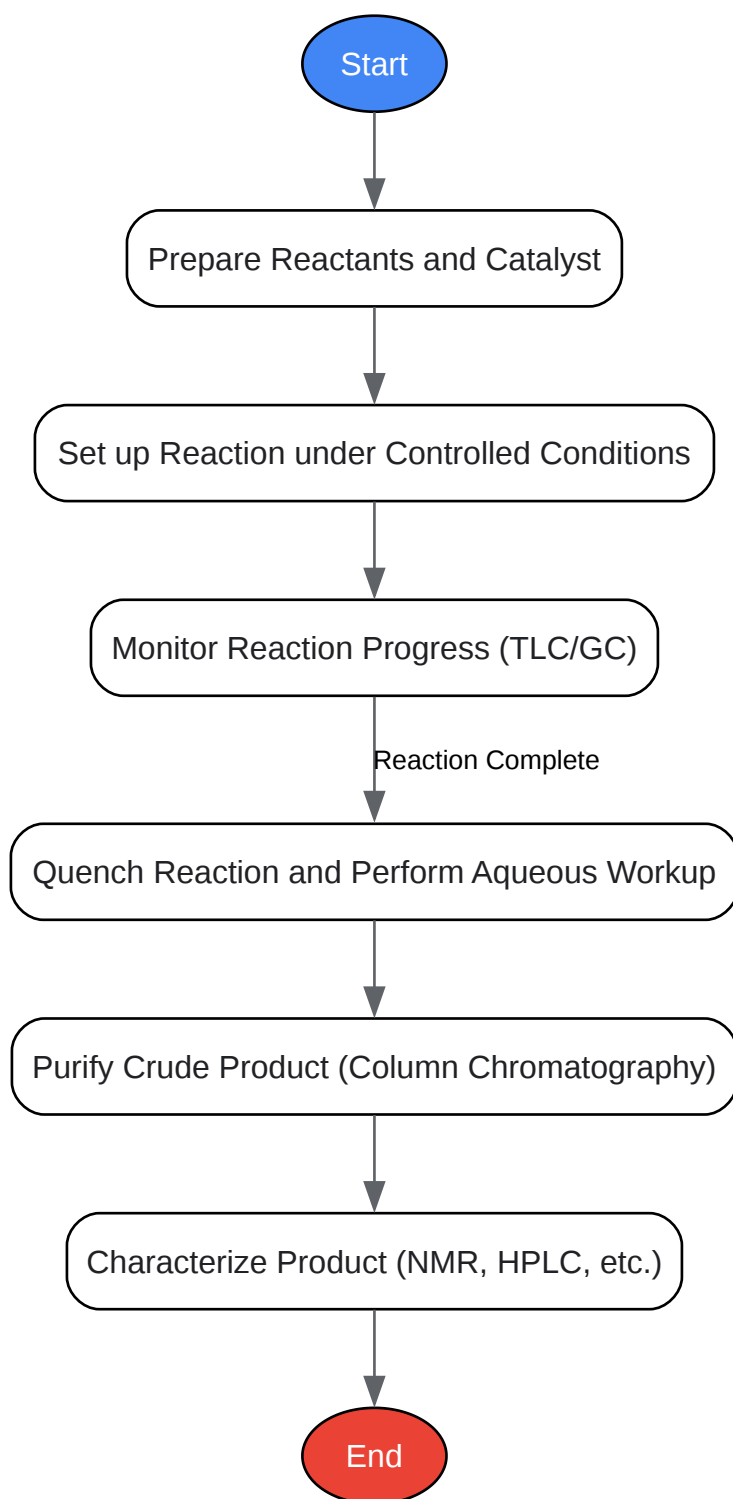 Start
Prepare Reactants and Catalyst
Set up Reaction under Controlled Conditions
Monitor Reaction Progress (TLC/GC)
Reaction Complete
Quench Reaction and Perform Aqueous Workup
Purify Crude Product (Column Chromatography)
Characterize Product (NMR, HPLC, etc.)
End